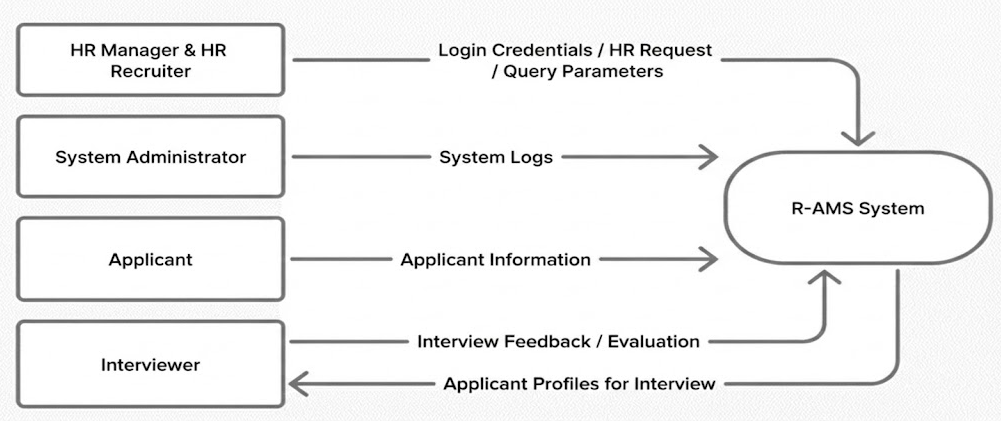 HR Manager & HR
Recruiter
Login Credentials / HR Request
/ Query Parameters
System Administrator
System Logs
R-AMS System
Applicant
Applicant Information
Interviewer
Interview Feedback / Evaluation
Applicant Profiles for Interview